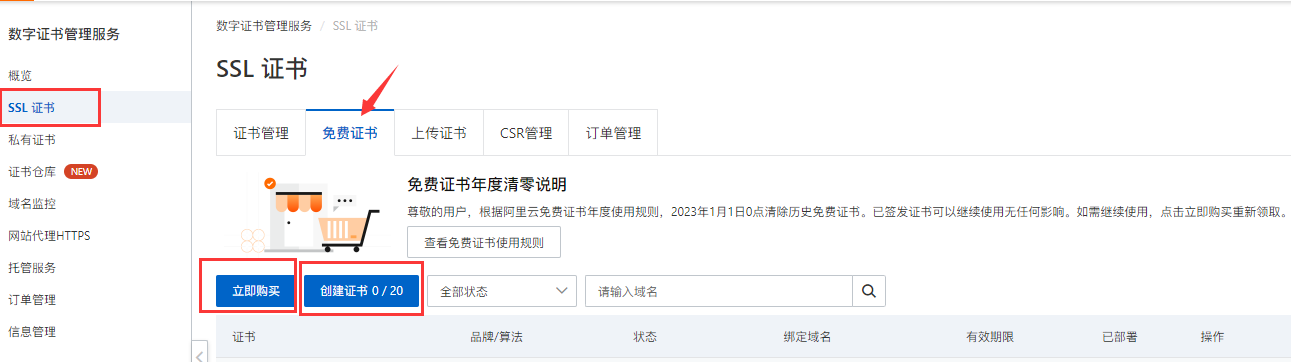 数字证书管理服务
概览
SSL 证书
私有证书
证书仓库 NEW
域名监控
网站代理HTTPS
托管服务
订单管理
信息管理
数字证书管理服务 / SSL 证书
SSL 证书
证书管理 免费证书 上传证书 CSR管理 订单管理
免费证书年度清零说明
尊敬的用户，根据阿里云免费证书年度使用规则，2023年1月1日0点清除历史免费证书。已签发证书可以继续使用无任何影响。如需继续使用，点击立即购买重新领取。
查看免费证书使用规则
立即购买 创建证书 0 / 20 全部状态 请输入域名
证书 品牌/算法 状态 绑定域名 有效期限 已部署 操作